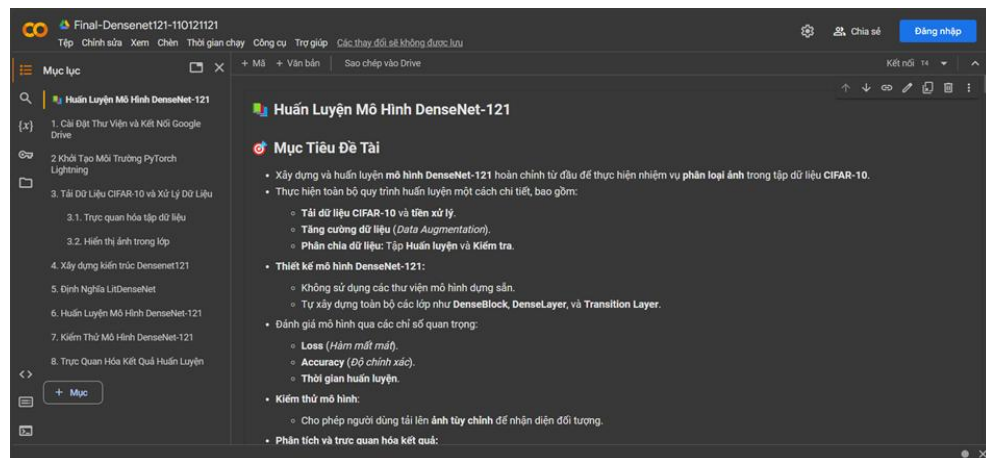 Final-Densenet121-110121121
Tệp Chỉnh sửa Xem Chèn Thời gian chạy Công cụ Trợ giúp Các thay đổi sẽ không được lưu
Chia sẻ
Đăng nhập
Mục lục
+ Mã + Văn bản Sao chép vào Drive
Kết nối T4
Huấn Luyện Mô Hình DenseNet-121
1. Cài Đặt Thư Viện và Kết Nối Google
Drive
2 Khởi Tạo Môi Trường PyTorch
Lightning
3. Tải Dữ Liệu CIFAR-10 và Xử Lý Dữ Liệu
3.1. Trực quan hóa tập dữ liệu
3.2. Hiển thị ảnh trong lớp
4. Xây dựng kiến trúc Densenet121
5. Định Nghĩa LitDenseNet
6. Huấn Luyện Mô Hình DenseNet-121
7. Kiểm Thử Mô Hình DenseNet-121
8. Trực Quan Hóa Kết Quả Huấn Luyện
+ Mục
Huấn Luyện Mô Hình DenseNet-121
Mục Tiêu Đề Tài
• Xây dựng và huấn luyện mô hình DenseNet-121 hoàn chỉnh từ đầu để thực hiện nhiệm vụ phân loại ảnh trong tập dữ liệu CIFAR-10.
• Thực hiện toàn bộ quy trình huấn luyện một cách chi tiết, bao gồm:
◦ Tải dữ liệu CIFAR-10 và tiền xử lý.
◦ Tăng cường dữ liệu (Data Augmentation).
◦ Phân chia dữ liệu: Tập Huấn luyện và Kiểm tra.
• Thiết kế mô hình DenseNet-121:
◦ Không sử dụng các thư viện mô hình dựng sẵn.
◦ Tự xây dựng toàn bộ các lớp như DenseBlock, DenseLayer, và Transition Layer.
• Đánh giá mô hình qua các chỉ số quan trọng:
◦ Loss (Hàm mất mát).
◦ Accuracy (Độ chính xác).
◦ Thời gian huấn luyện.
• Kiểm thử mô hình:
◦ Cho phép người dùng tải lên ảnh tùy chỉnh để nhận diện đối tượng.
• Phân tích và trực quan hóa kết quả: